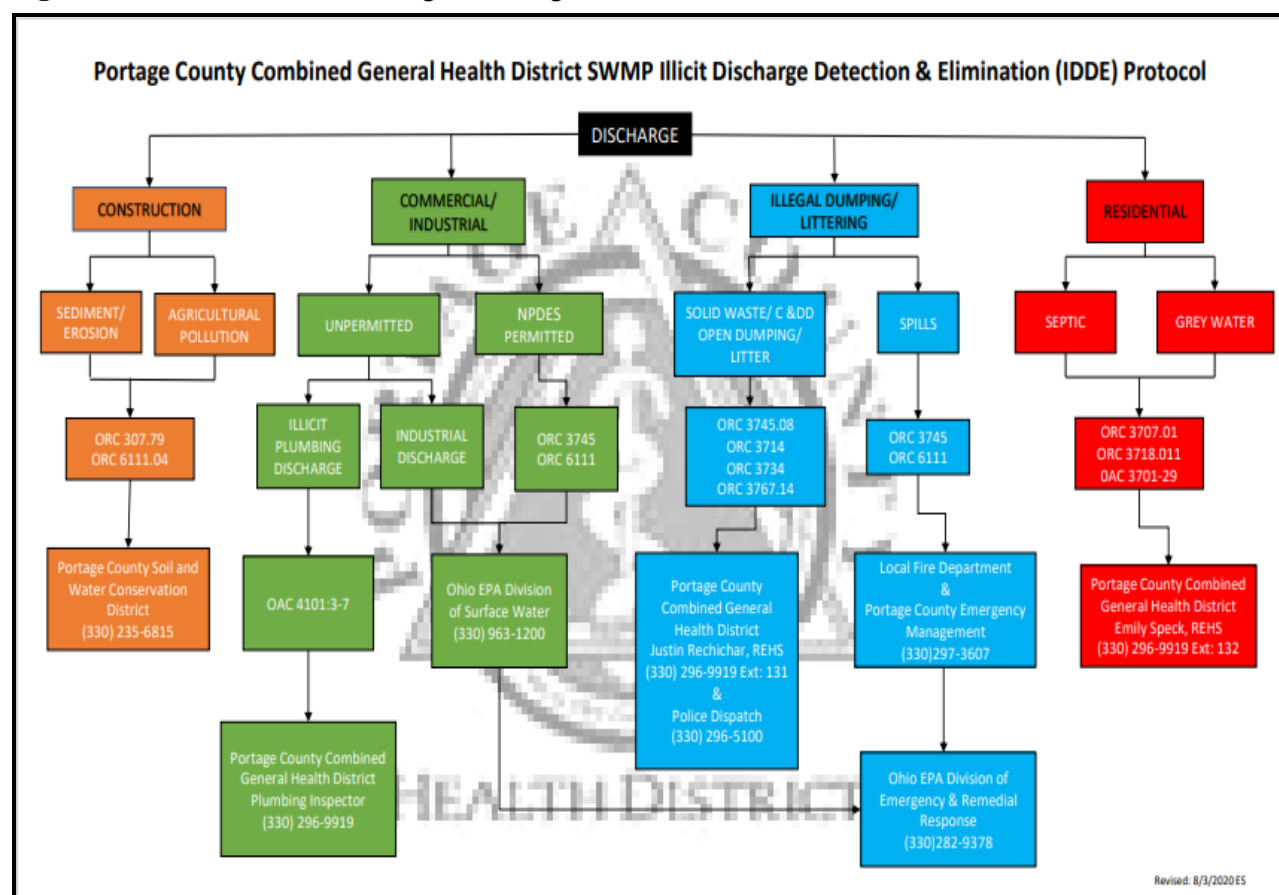 Portage County Combined General Health District SWMP Illicit Discharge Detection & Elimination (IDDE) Protocol
DISCHARGE
CONSTRUCTION
COMMERCIAL/
INDUSTRIAL
ILLEGAL DUMPING/
LITTERING
RESIDENTIAL
SEDIMENT/
EROSION
AGRICULTURAL
POLLUTION
UNPERMITTED
NPDES
PERMITTED
SOLID WASTE/ C &DD
OPEN DUMPING/
LITTER
SPILLS
SEPTIC
GREY WATER
ORC 307.79
ORC 6111.04
ILLICIT
PLUMBING
DISCHARGE
INDUSTRIAL
DISCHARGE
ORC 3745
ORC 6111
ORC 3745.08
ORC 3714
ORC 3734
ORC 3767.14
ORC 3745
ORC 6111
ORC 3707.01
ORC 3718.011
0AC 3701-29
Portage County Soil and
Water Conservation
District
(330) 235-6815
OAC 4101:3-7
Ohio EPA Division
of Surface Water
(330) 963-1200
Portage County
Combined General
Health District
Justin Rechichar, REHS
(330) 296-9919 Ext: 131
&
Police Dispatch
(330) 296-5100
Local Fire Department
&
Portage County Emergency
Management
(330)297-3607
Portage County Combined
General Health District
Emily Speck, REHS
(330) 296-9919 Ext: 132
Portage County Combined
General Health District
Plumbing Inspector
(330) 296-9919
Ohio EPA Division of
Emergency & Remedial
Response
(330)282-9378
HEALTH DISTRICT
Revised: 8/3/2020 ES